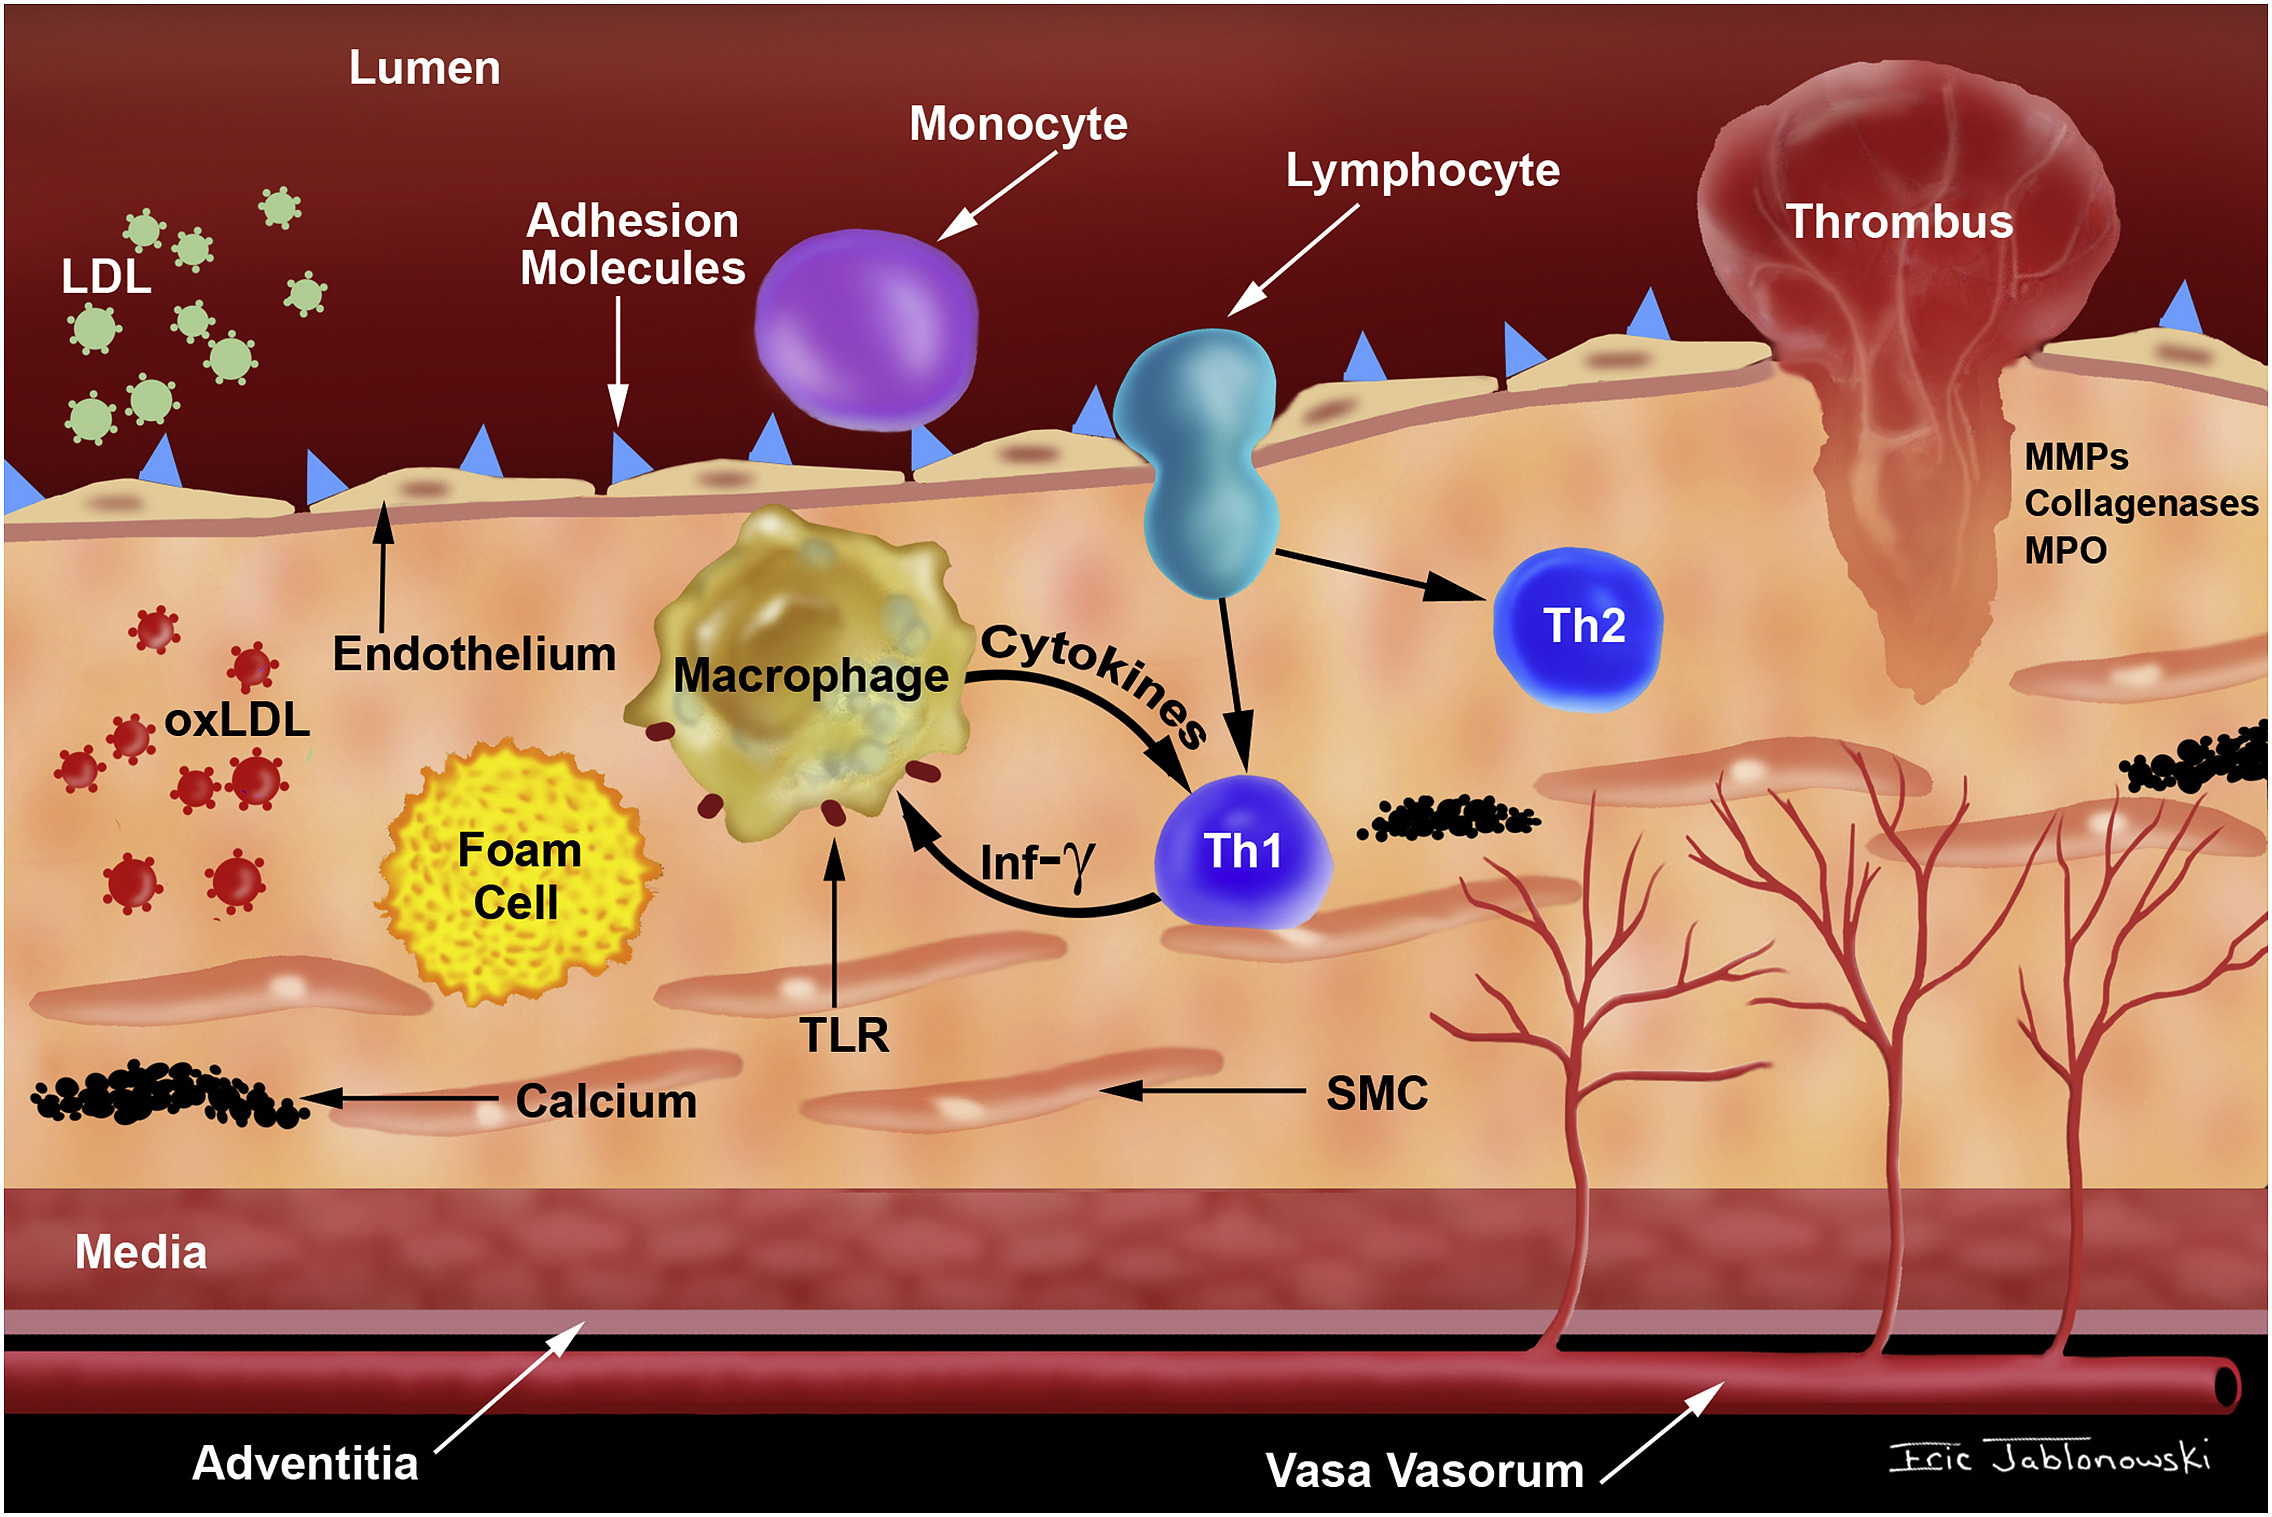 Lumen
Monocyte
Lymphocyte
Adhesion
Molecules
Thrombus
LDL
MMPs
Collagenases
MPO
Endothelium
Th2
Cytokines
Macrophage
oxLDL
Foam
Cell
Inf-γ
Th1
TLR
Calcium
SMC
Media
Adventitia
Vasa Vasorum
Eric Jablonowski